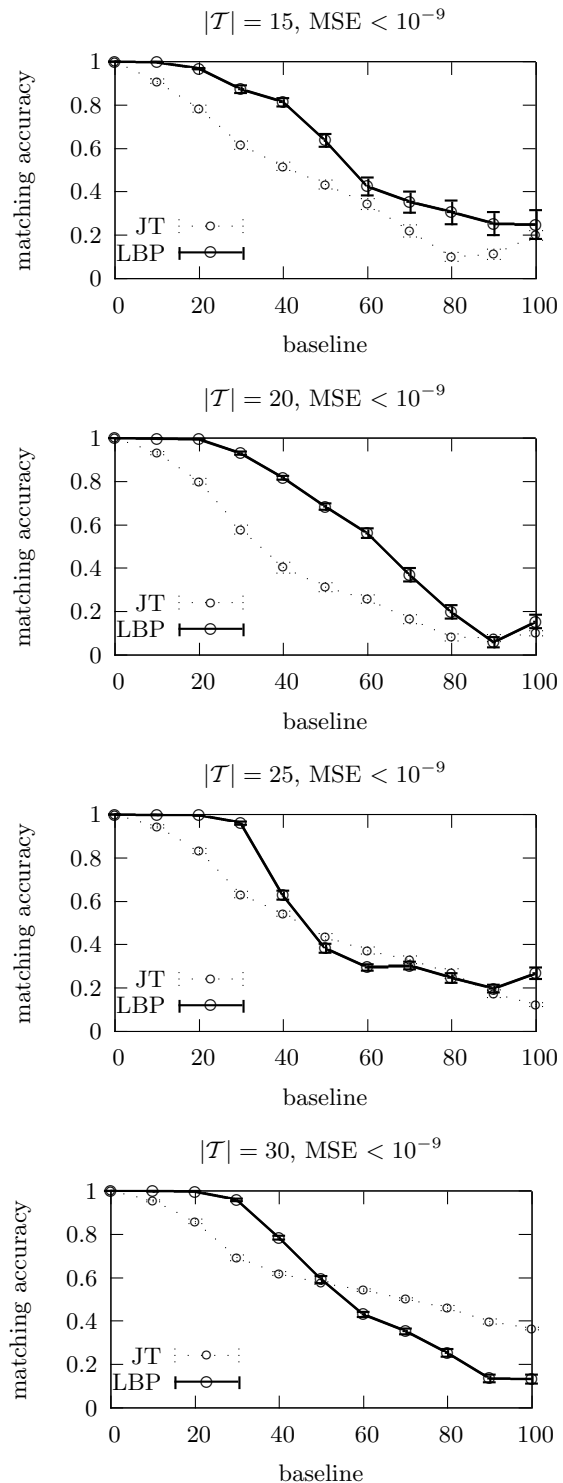 |𝒯| = 15, MSE < 10⁻⁹
1
0.8
0.6
0.4
0.2
0
matching accuracy
JT
LBP
0 20 40 60 80 100
baseline
|𝒯| = 20, MSE < 10⁻⁹
1
0.8
0.6
0.4
0.2
0
matching accuracy
JT
LBP
0 20 40 60 80 100
baseline
|𝒯| = 25, MSE < 10⁻⁹
1
0.8
0.6
0.4
0.2
0
matching accuracy
JT
LBP
0 20 40 60 80 100
baseline
|𝒯| = 30, MSE < 10⁻⁹
1
0.8
0.6
0.4
0.2
0
matching accuracy
JT
LBP
0 20 40 60 80 100
baseline